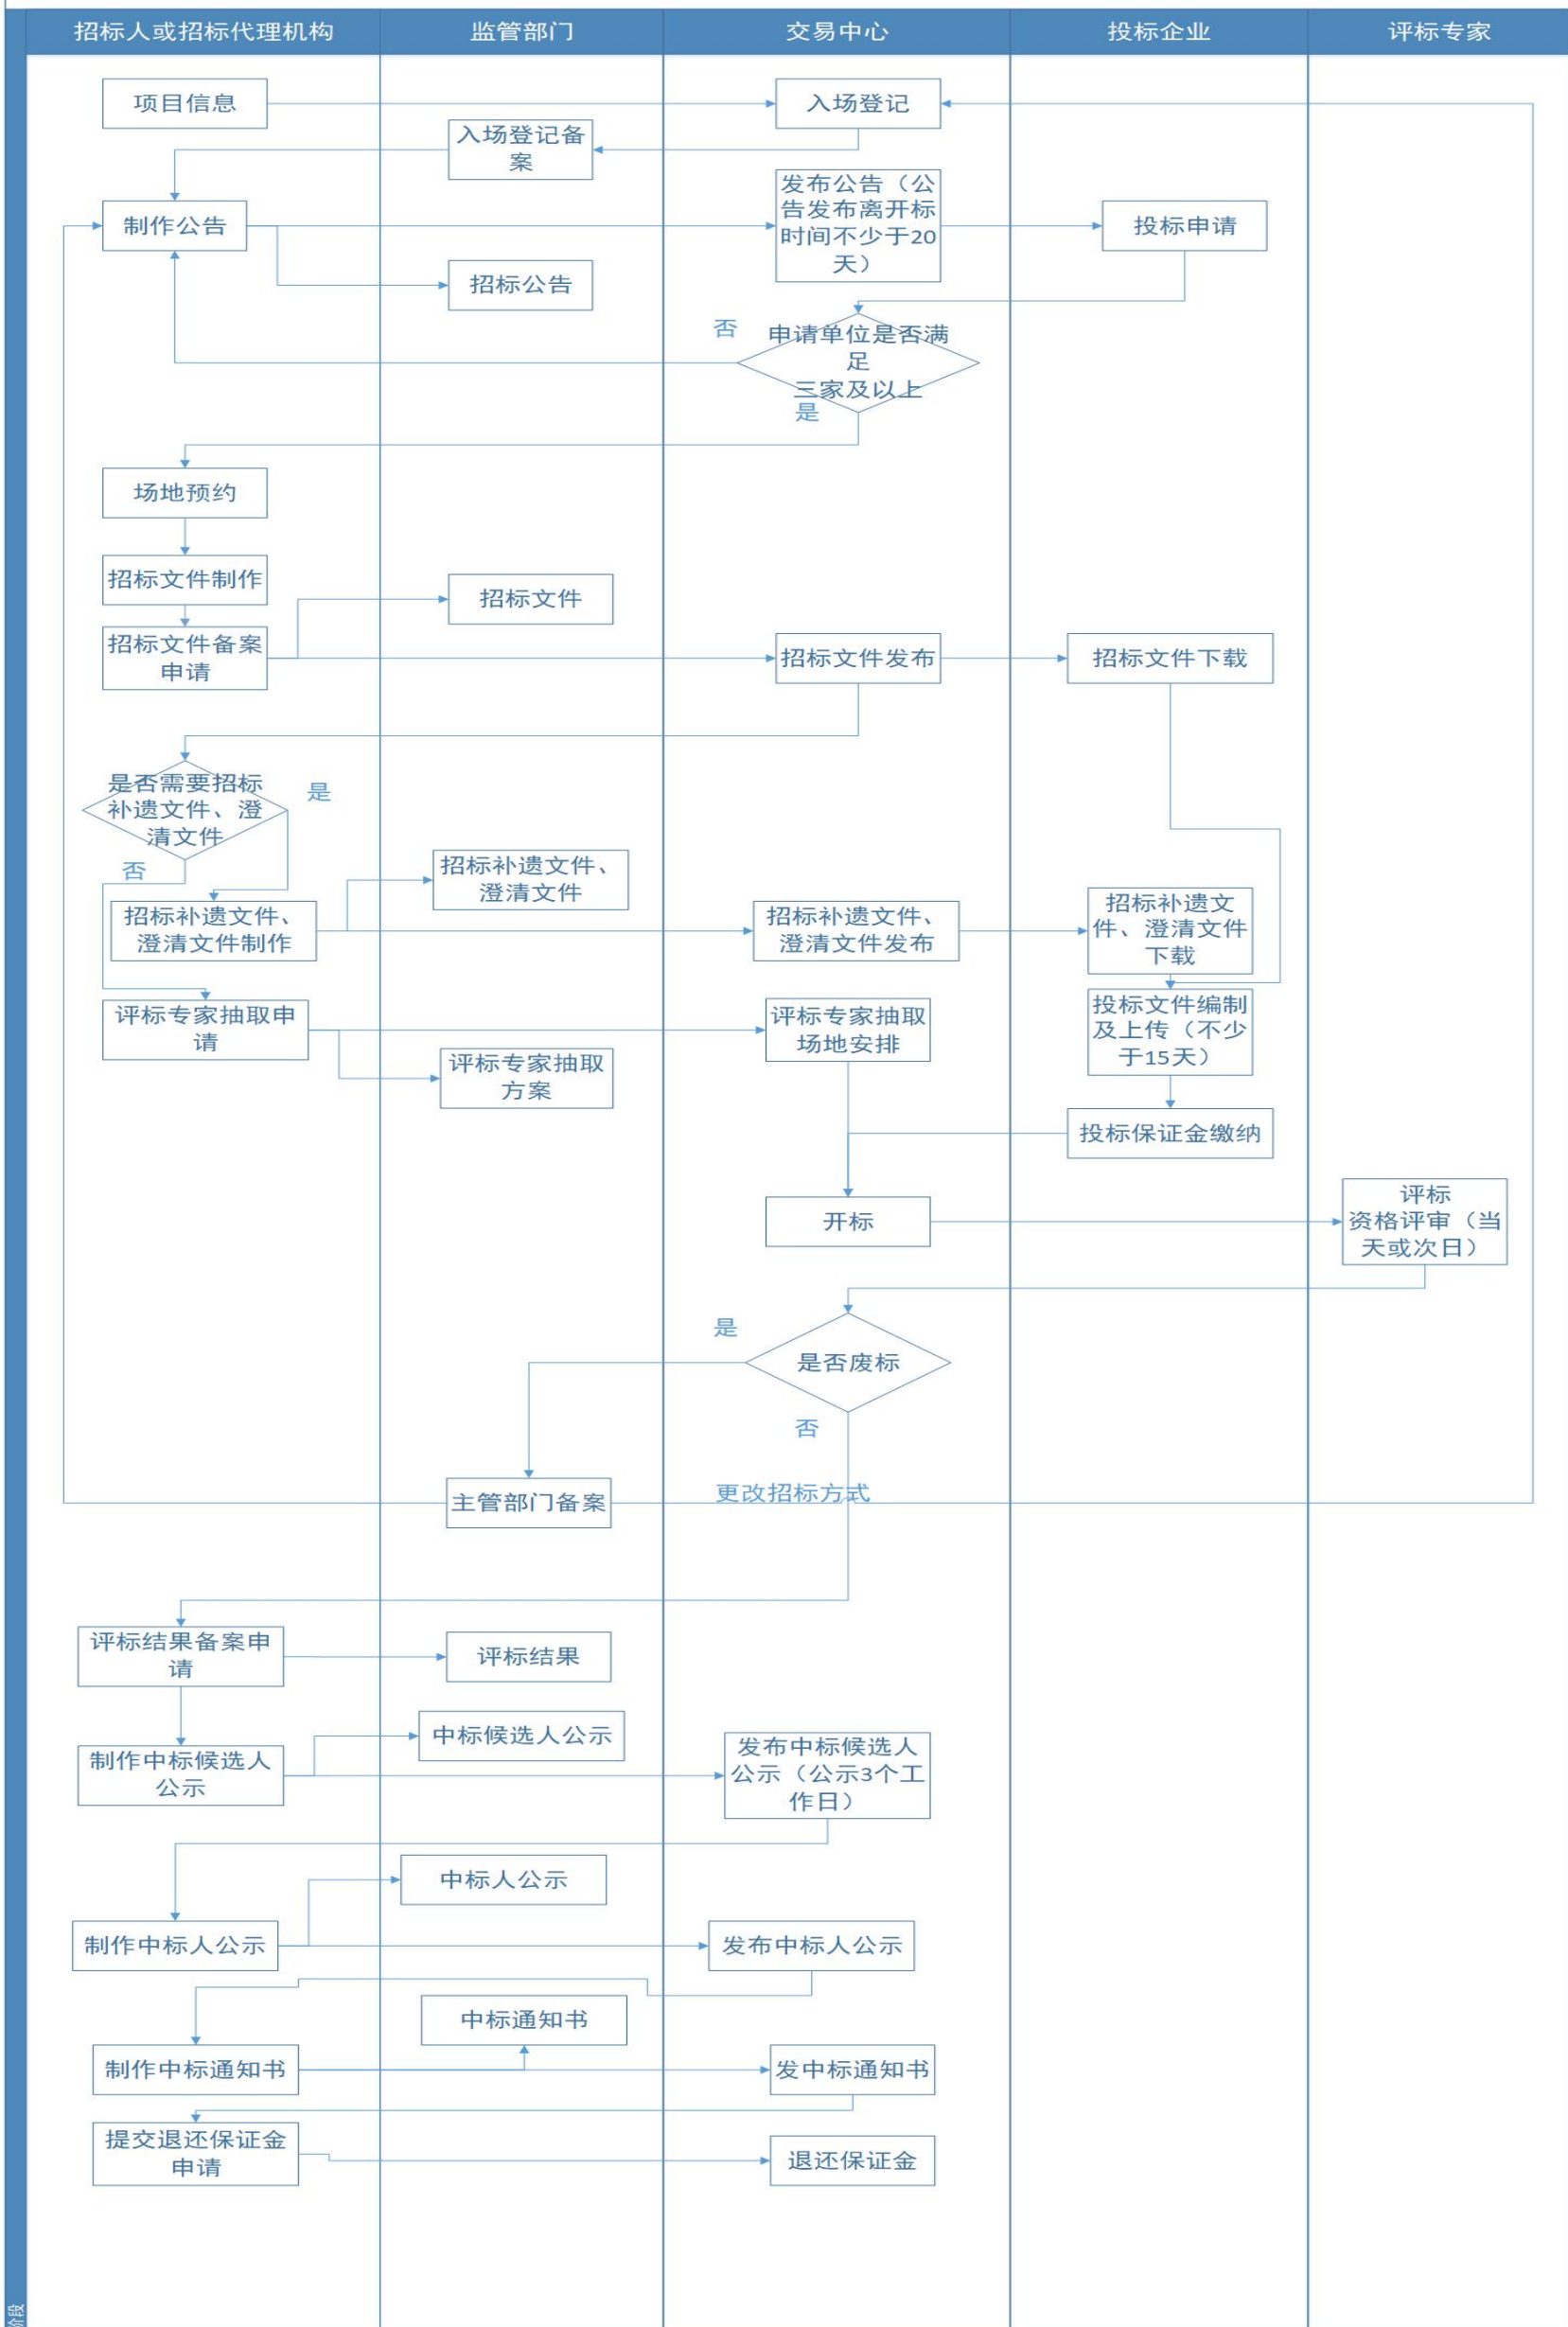 招标人或招标代理机构
监管部门
交易中心
投标企业
评标专家
项目信息
入场登记
入场登记备
案
制作公告
发布公告（公
告发布离开标
时间不少于20
天）
投标申请
招标公告
否
申请单位是否满
足
三家及以上
是
场地预约
招标文件制作
招标文件
招标文件备案
申请
招标文件发布
招标文件下载
是否需要招标
补遗文件、澄
清文件
是
否
招标补遗文件、
澄清文件
招标补遗文件、
澄清文件制作
招标补遗文件、
澄清文件发布
招标补遗文
件、澄清文件
下载
评标专家抽取申
请
评标专家抽取
场地安排
投标文件编制
及上传（不少
于15天）
评标专家抽取
方案
投标保证金缴纳
开标
评标
资格评审（当
天或次日）
是
是否废标
否
主管部门备案
更改招标方式
评标结果备案申
请
评标结果
中标候选人公示
制作中标候选人
公示
发布中标候选人
公示（公示3个工
作日）
中标人公示
制作中标人公示
发布中标人公示
中标通知书
制作中标通知书
发中标通知书
提交退还保证金
申请
退还保证金
阶段